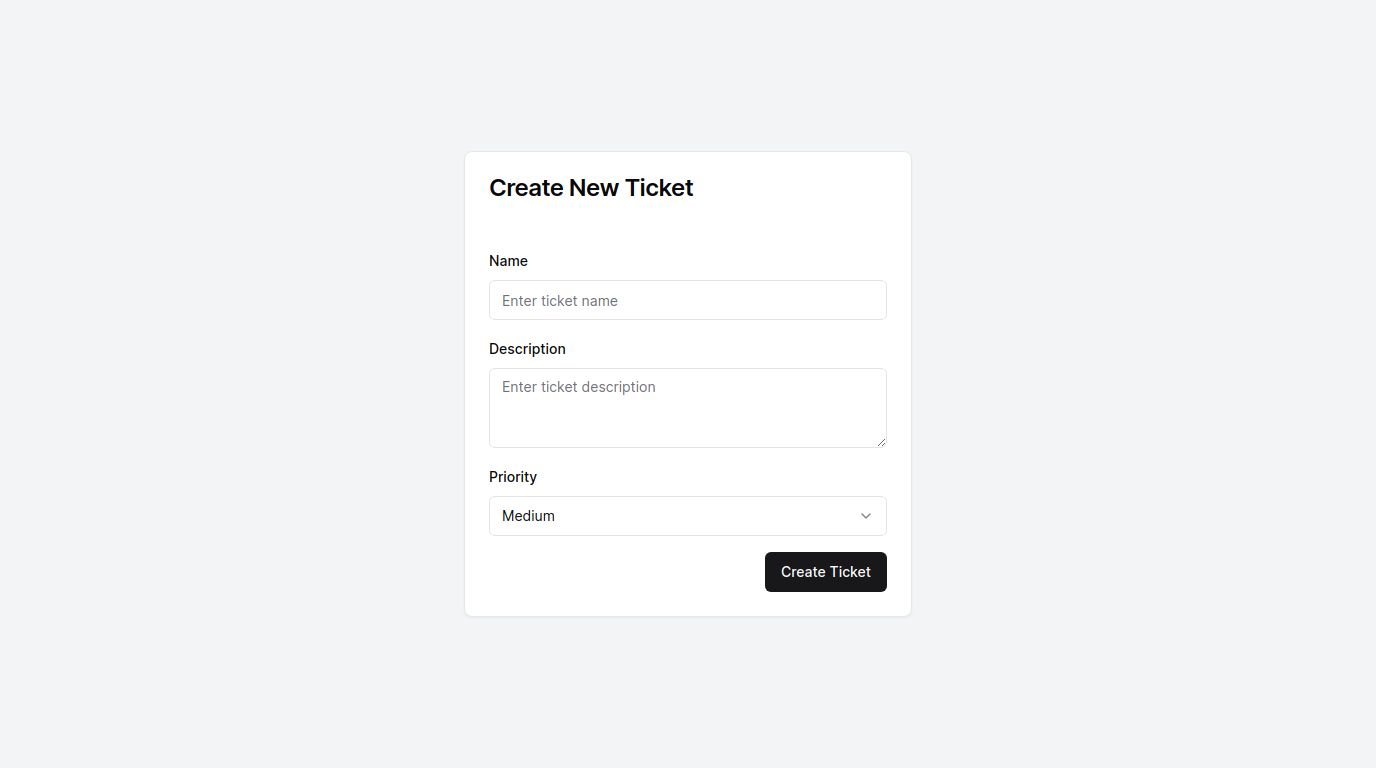 Create New Ticket
Name
Enter ticket name
Description
Enter ticket description
Priority
Medium
Create Ticket